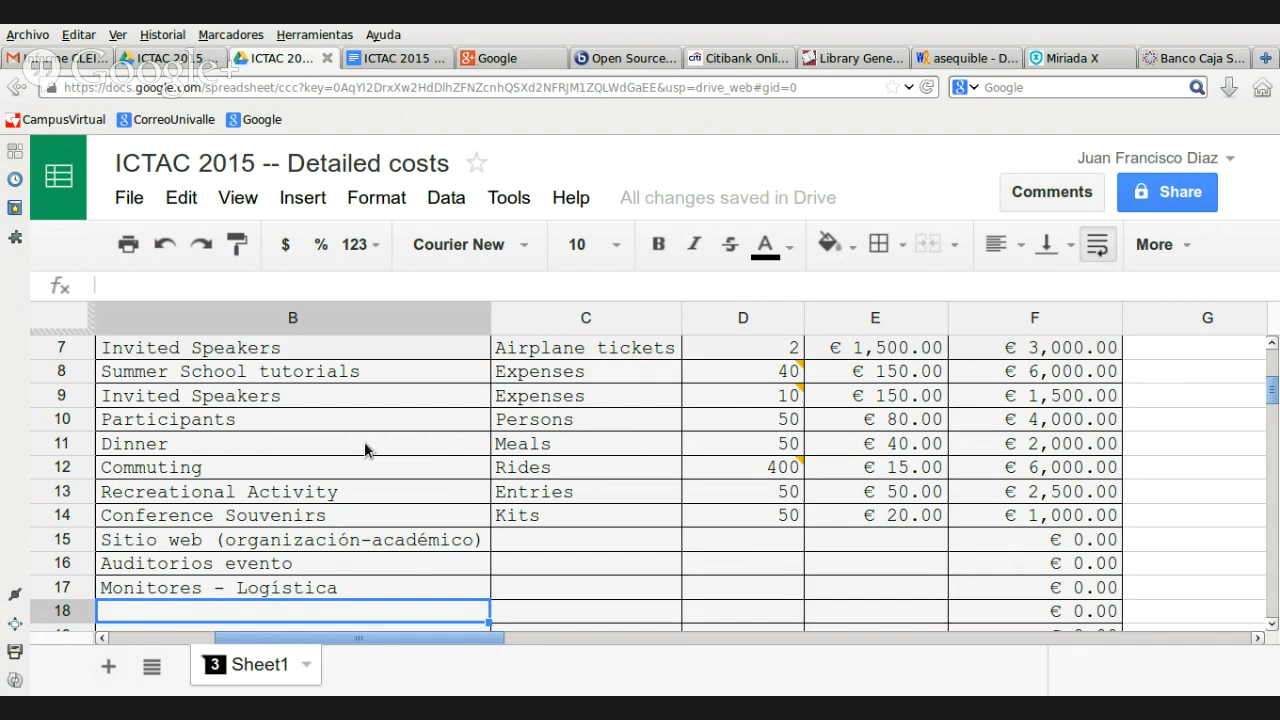 Archivo Editar Ver Historial Marcadores Herramientas Ayuda
Informe CLEI... ICTAC 2015 ... ICTAC 20... ICTAC 2015 ... Google Open Source... Citibank Onli... Library Gene... asequible - D... Miriada X Banco Caja S...
Google+
https://docs.google.com/spreadsheet/ccc?key=0AqYI2DrxXw2HdDlhZFNZcnhQSXd2NFRJM1ZQLWdGaEE&usp=drive_web#gid=0 Google
CampusVirtual CorreoUnivalle Google
ICTAC 2015 -- Detailed costs
Juan Francisco Diaz
File Edit View Insert Format Data Tools Help All changes saved in Drive
Comments Share
$ % 123 Courier New 10 B I S A More
fx
B C D E F G
7 Invited Speakers Airplane tickets 2 € 1,500.00 € 3,000.00
8 Summer School tutorials Expenses 40 € 150.00 € 6,000.00
9 Invited Speakers Expenses 10 € 150.00 € 1,500.00
10 Participants Persons 50 € 80.00 € 4,000.00
11 Dinner Meals 50 € 40.00 € 2,000.00
12 Commuting Rides 400 € 15.00 € 6,000.00
13 Recreational Activity Entries 50 € 50.00 € 2,500.00
14 Conference Souvenirs Kits 50 € 20.00 € 1,000.00
15 Sitio web (organización-académico) € 0.00
16 Auditorios evento € 0.00
17 Monitores - Logística € 0.00
18 € 0.00
3 Sheet1